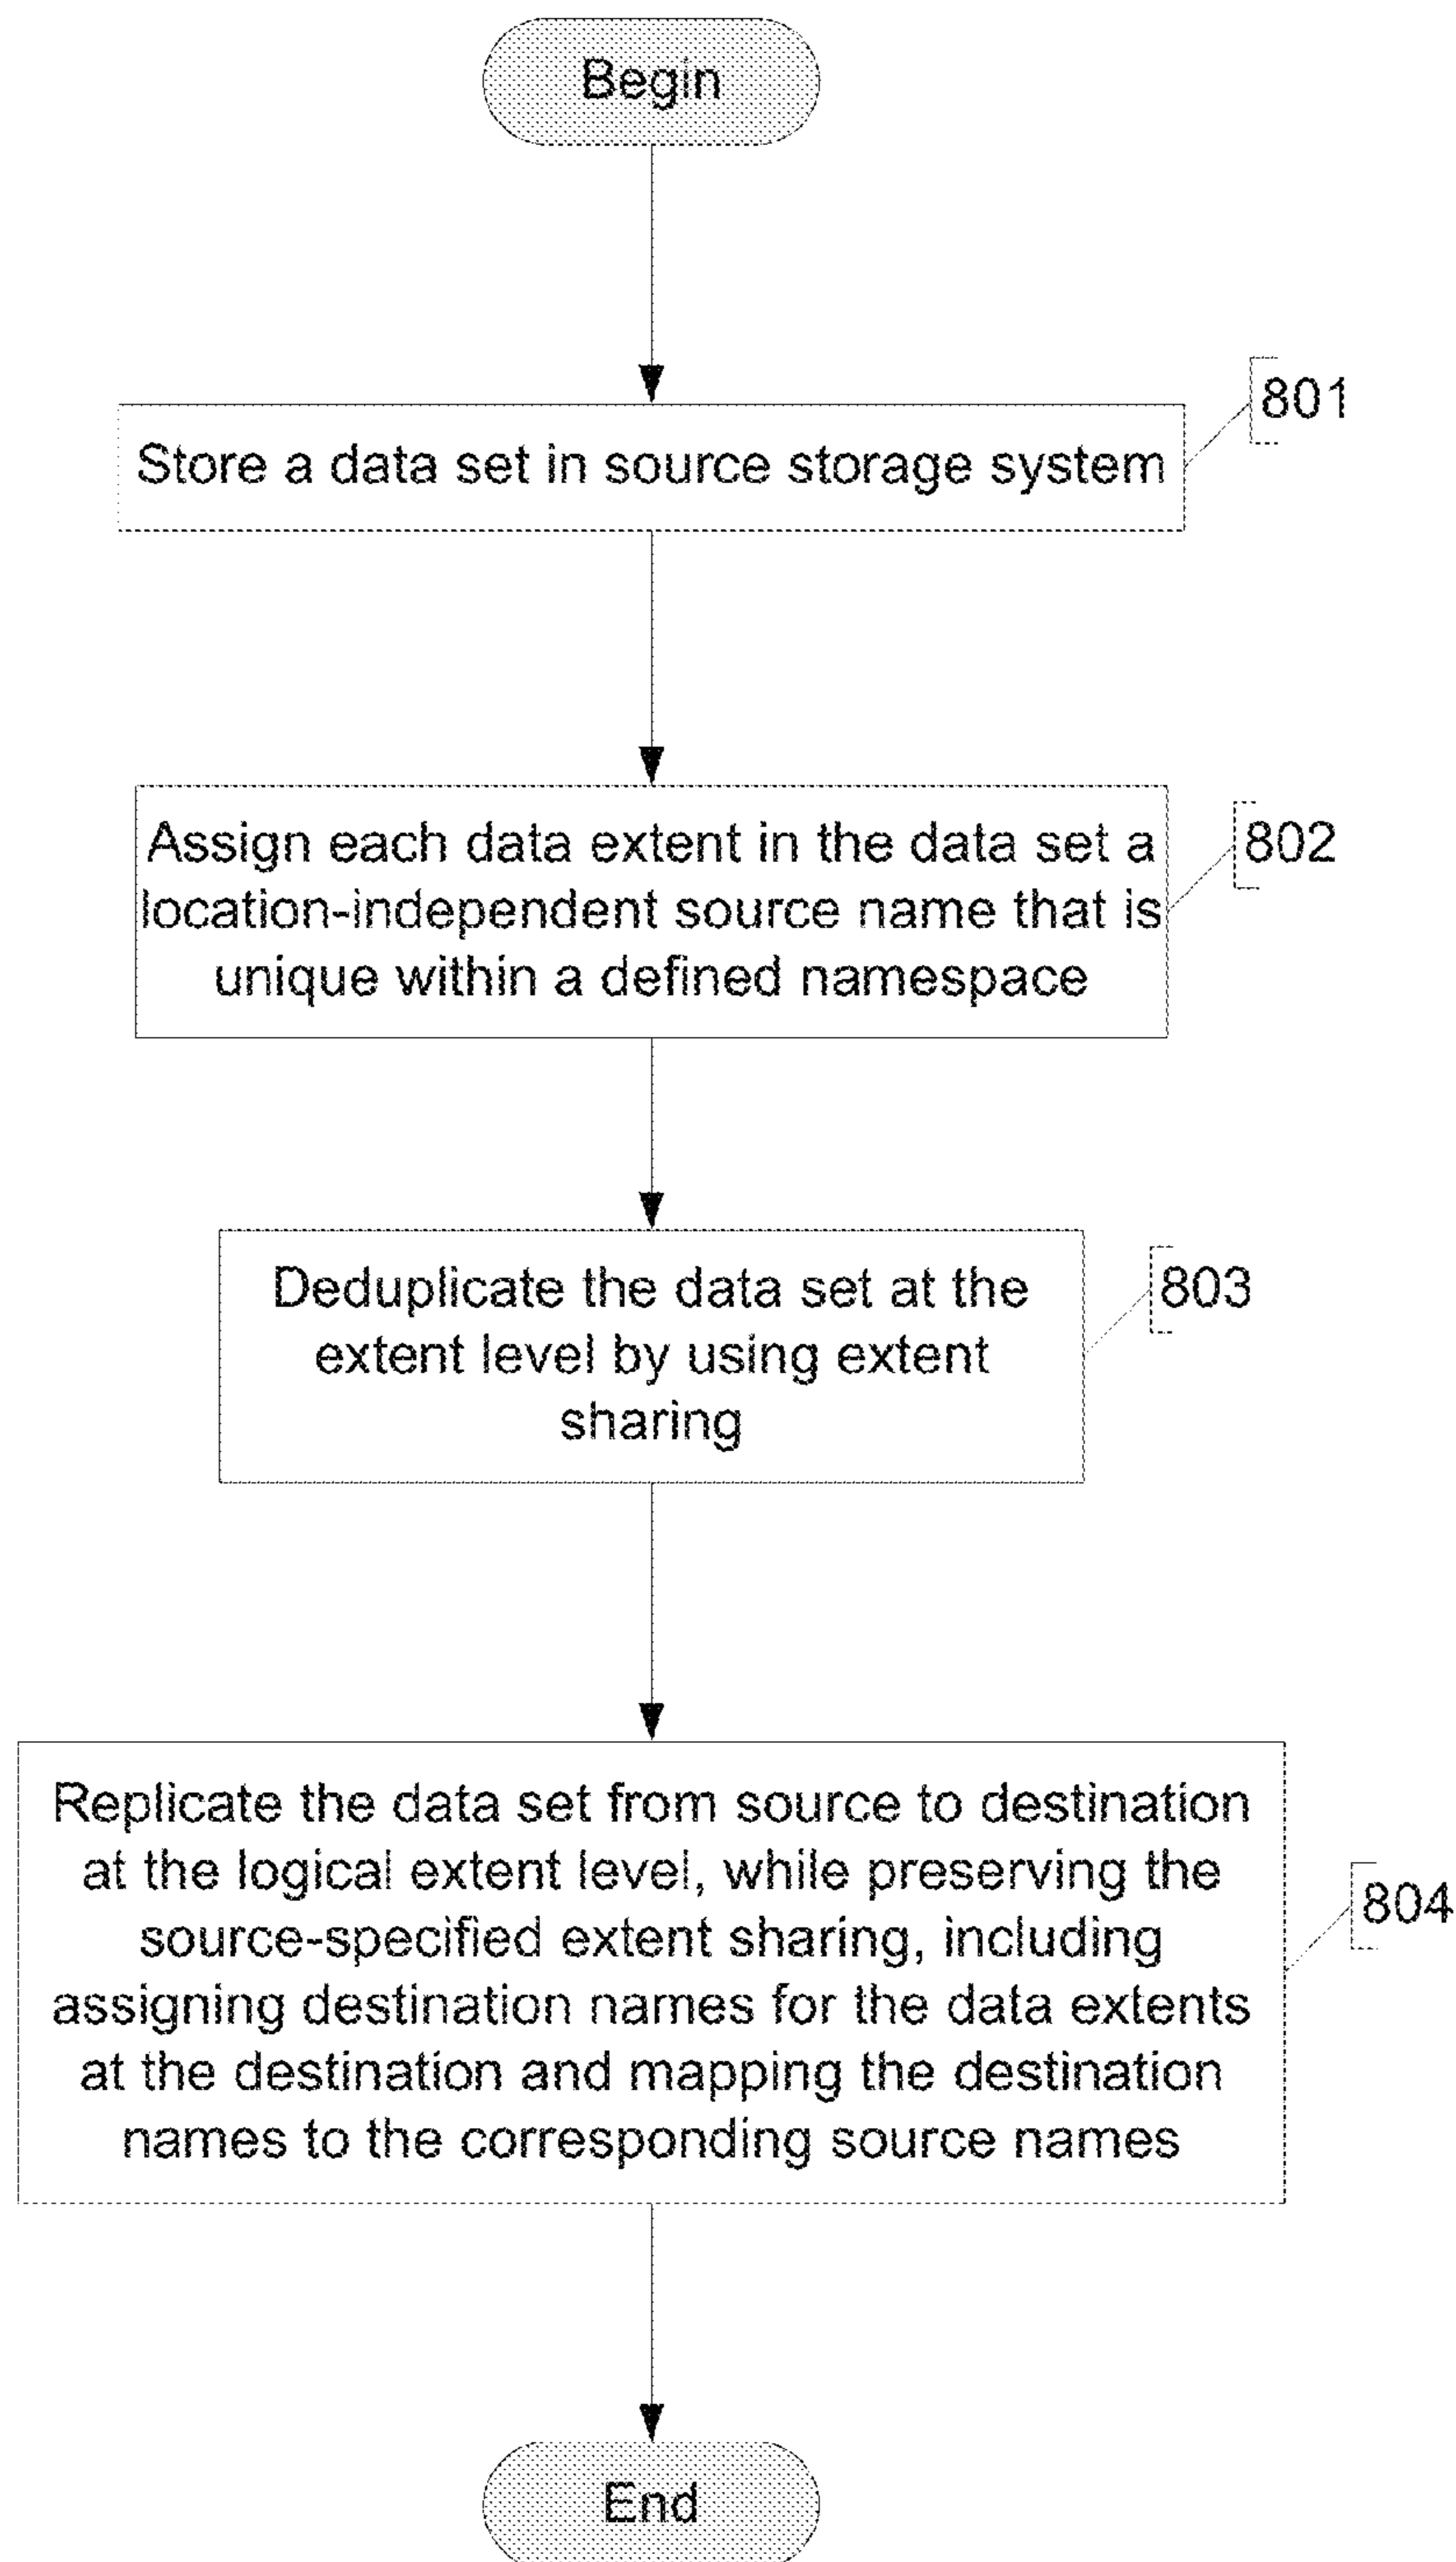 Begin
801
Store a data set in source storage system
802
Assign each data extent in the data set a
location-independent source name that is
unique within a defined namespace
803
Deduplicate the data set at the
extent level by using extent
sharing
Replicate the data set from source to destination
at the logical extent level, while preserving the
source-specified extent sharing, including
assigning destination names for the data extents
at the destination and mapping the destination
names to the corresponding source names
804
End